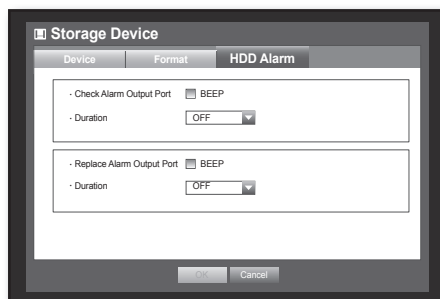 Storage Device
Device Format HDD Alarm
· Check Alarm Output Port BEEP
· Duration OFF
· Replace Alarm Output Port BEEP
· Duration OFF
OK Cancel